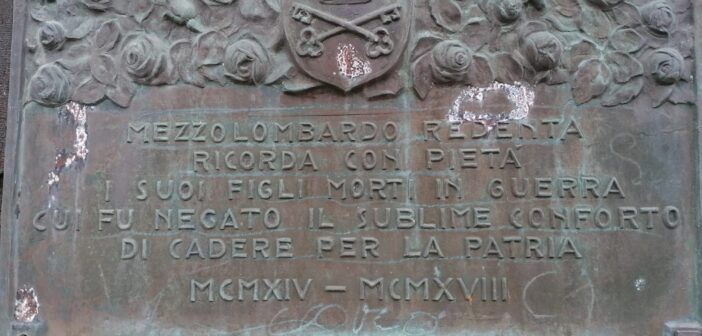 MEZZOLOMBARDO REDENTA
RICORDA CON PIETÀ
I SUOI FIGLI MORTI IN GUERRA
CUI FU NEGATO IL SUBLIME CONFORTO
DI CADERE PER LA PATRIA
MCMXIV – MCMXVIII